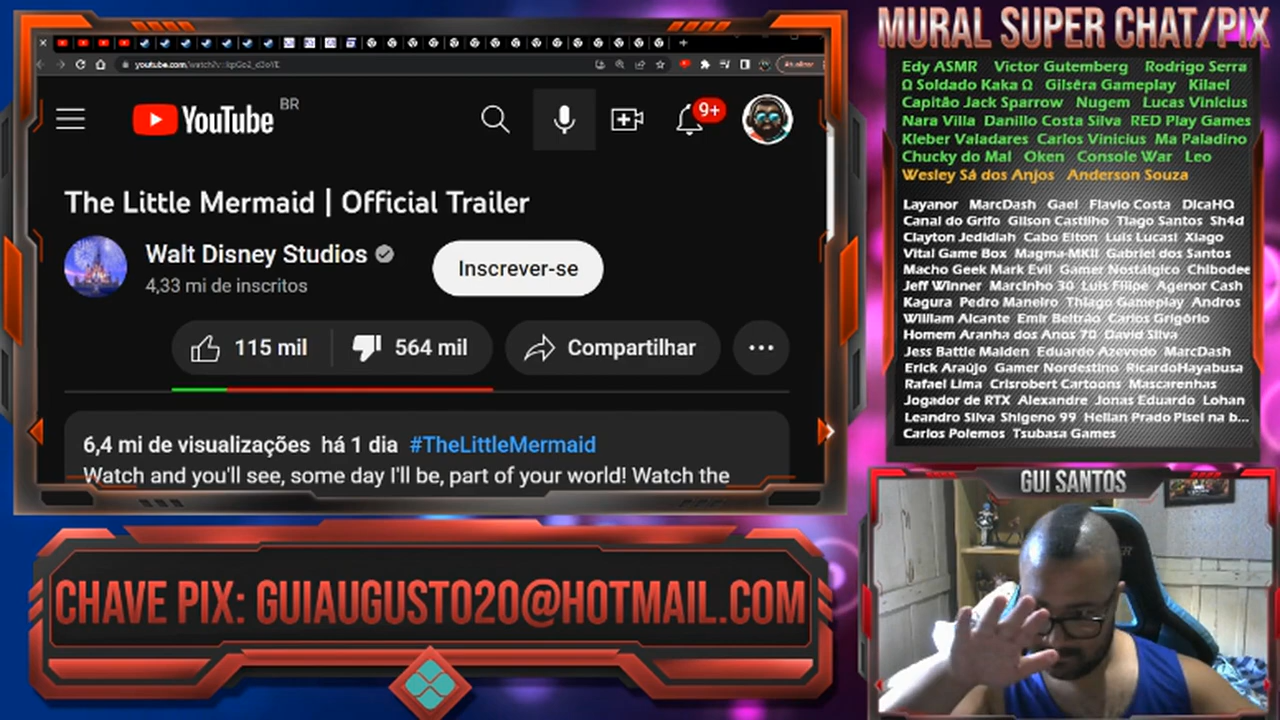 youtube.com/watch?v=
Atualizar
YouTube BR
9+
The Little Mermaid | Official Trailer
Walt Disney Studios
4,33 mi de inscritos
Inscrever-se
115 mil
564 mil
Compartilhar
6,4 mi de visualizações há 1 dia #TheLittleMermaid
Watch and you'll see, some day I'll be, part of your world! Watch the
CHAVE PIX: GUIAUGUSTO20@HOTMAIL.COM
MURAL SUPER CHAT/PIX
Edy ASMR Victor Gutemberg Rodrigo Serra
Ω Soldado Kaka Ω Gilsêra Gameplay Kilael
Capitão Jack Sparrow Nugem Lucas Vinicius
Nara Villa Danillo Costa Silva RED Play Games
Kleber Valadares Carlos Vinicius Ma Paladino
Chucky do Mal Oken Console War Leo
Wesley Sá dos Anjos Anderson Souza
Layanor MarcDash Gael Flavio Costa DicaHQ
Canal do Grifo Gilson Castilho Tiago Santos Sh4d
Clayton Jedidiah Cabo Elton Luis Lucasi Xiago
Vital Game Box Magma-MKII Gabriel dos Santos
Macho Geek Mark Evil Gamer Nostálgico Chibodee
Jeff Winner Marcinho 30 Luis Filipe Agenor Cash
Kagura Pedro Maneiro Thiago Gameplay Andros
William Alcante Emir Beltrão Carlos Grigório
Homem Aranha dos Anos 70 David Silva
Jess Battle Maiden Eduardo Azevedo MarcDash
Erick Araújo Gamer Nordestino RicardoHayabusa
Rafael Lima Crisrobert Cartoons Mascarenhas
Jogador de RTX Alexandre Jonas Eduardo Lohan
Leandro Silva Shigeno 99 Hellan Prado Pisei na b...
Carlos Polemos Tsubasa Games
GUI SANTOS